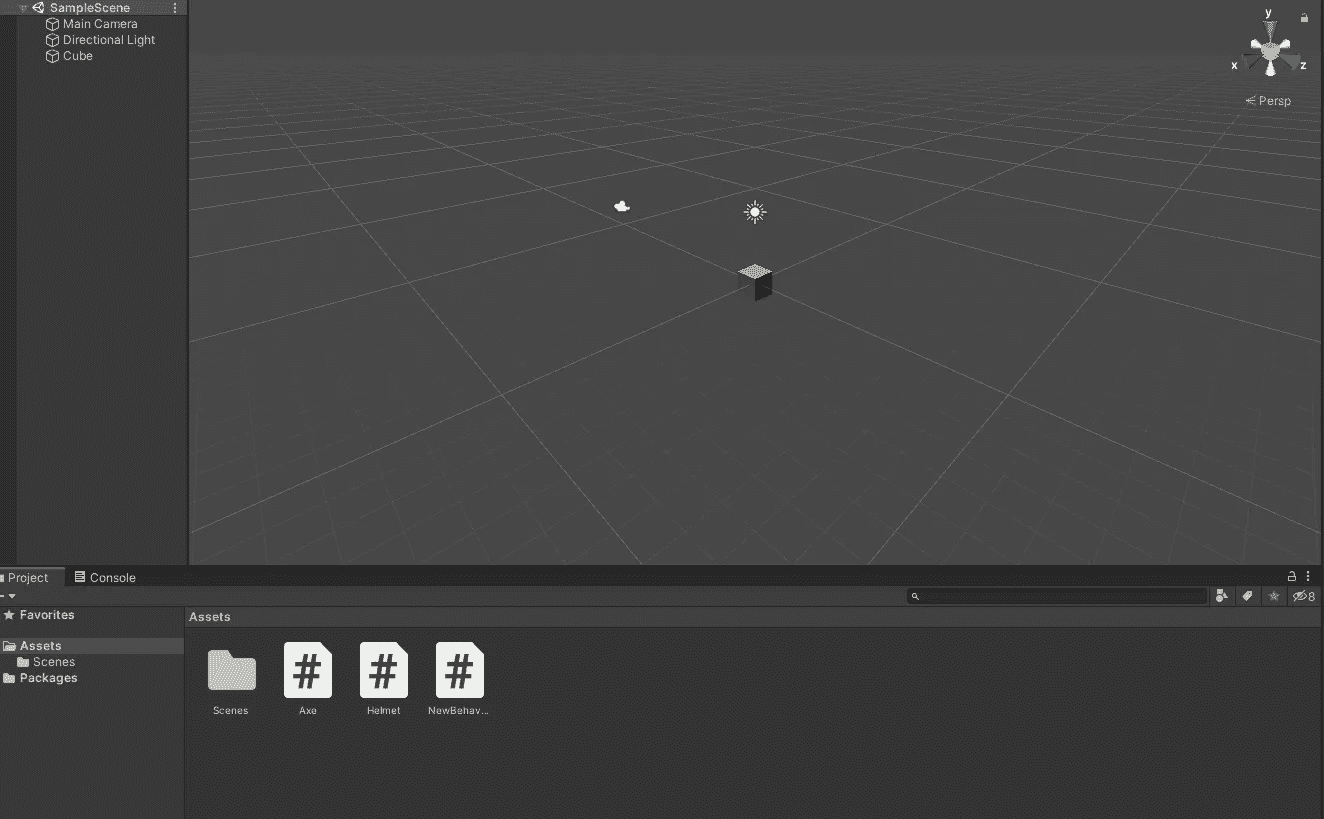 SampleScene
Main Camera
Directional Light
Cube
y
x
z
Persp
Project
Console
8
Favorites
Assets
Scenes
Packages
Assets
Scenes
Axe
Helmet
NewBehav...